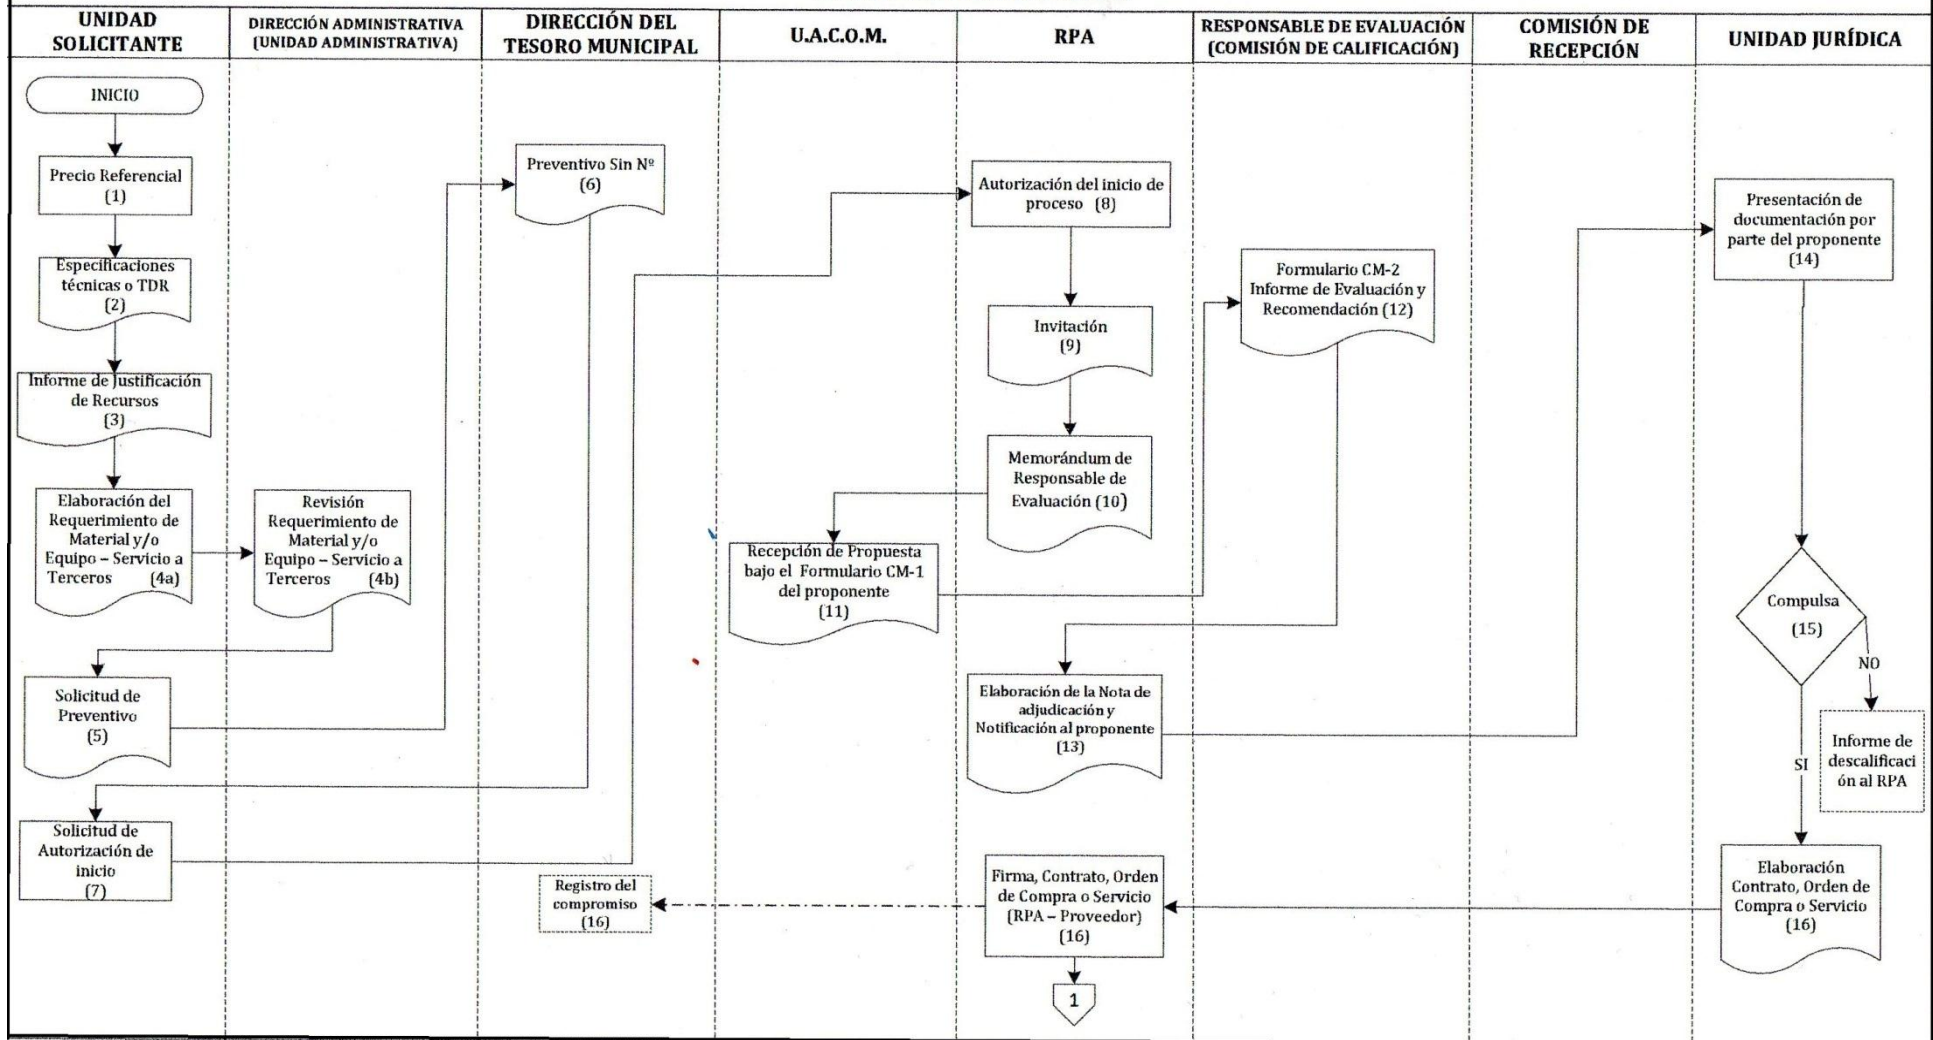 UNIDAD
SOLICITANTE
DIRECCIÓN ADMINISTRATIVA
(UNIDAD ADMINISTRATIVA)
DIRECCIÓN DEL
TESORO MUNICIPAL
U.A.C.O.M.
RPA
RESPONSABLE DE EVALUACIÓN
(COMISIÓN DE CALIFICACIÓN)
COMISIÓN DE
RECEPCIÓN
UNIDAD JURÍDICA
INICIO
Precio Referencial
(1)
Especificaciones
técnicas o TDR
(2)
Informe de Justificación
de Recursos
(3)
Elaboración del
Requerimiento de
Material y/o
Equipo – Servicio a
Terceros (4a)
Revisión
Requerimiento de
Material y/o
Equipo – Servicio a
Terceros (4b)
Solicitud de
Preventivo
(5)
Preventivo Sin Nº
(6)
Solicitud de
Autorización de
inicio
(7)
Autorización del inicio de
proceso (8)
Invitación
(9)
Memorándum de
Responsable de
Evaluación (10)
Recepción de Propuesta
bajo el Formulario CM-1
del proponente
(11)
Formulario CM-2
Informe de Evaluación y
Recomendación (12)
Elaboración de la Nota de
adjudicación y
Notificación al proponente
(13)
Presentación de
documentación por
parte del proponente
(14)
Compulsa
(15)
NO
Informe de
descalificaci
ón al RPA
SI
Elaboración
Contrato, Orden de
Compra o Servicio
(16)
Firma, Contrato, Orden
de Compra o Servicio
(RPA – Proveedor)
(16)
Registro del
compromiso
(16)
1